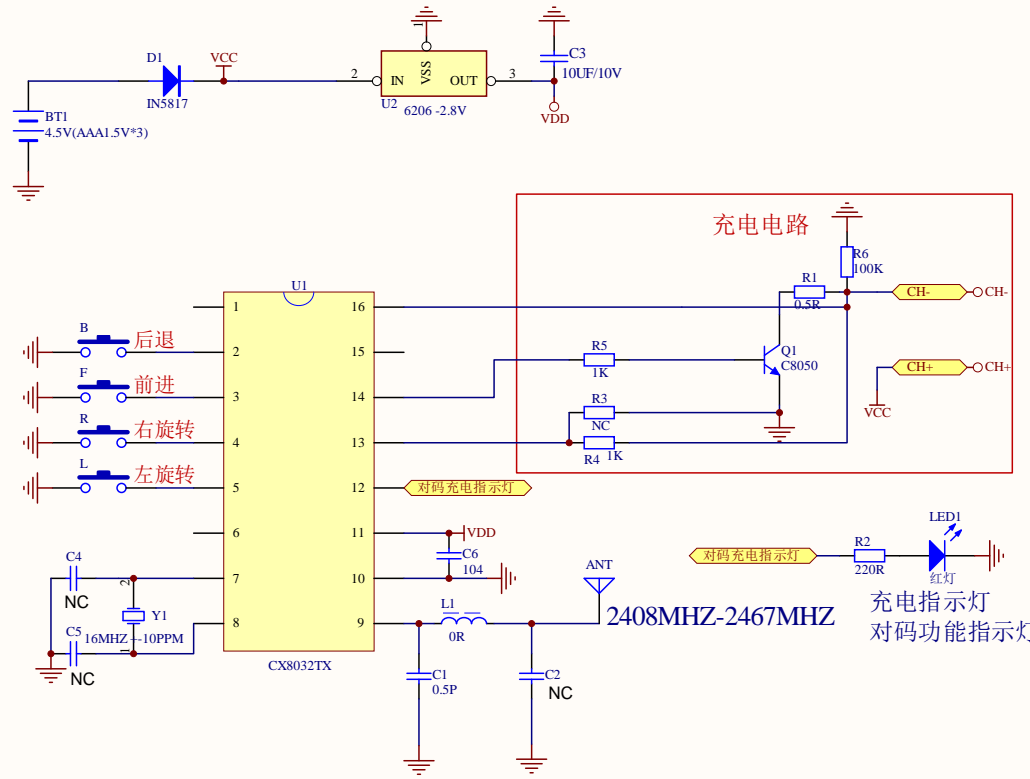 D1
IN5817
VCC
BT1
4.5V(AAA1.5V*3)
1
2
IN
VSS
OUT
3
U2
6206 -2.8V
C3
10UF/10V
VDD
充电电路
R6
100K
R1
0.5R
CH-
CH-
R5
1K
Q1
C8050
CH+
CH+
VCC
R3
NC
R4
1K
U1
1
2
3
4
5
6
7
8
16
15
14
13
12
11
10
9
CX8032TX
B
后退
F
前进
R
右旋转
L
左旋转
对码充电指示灯
VDD
C6
104
C4
NC
2
Y1
16MHZ+-10PPM
1
C5
NC
L1
0R
ANT
2408MHZ-2467MHZ
C1
0.5P
C2
NC
对码充电指示灯
R2
220R
LED1
红灯
充电指示灯
对码功能指示灯